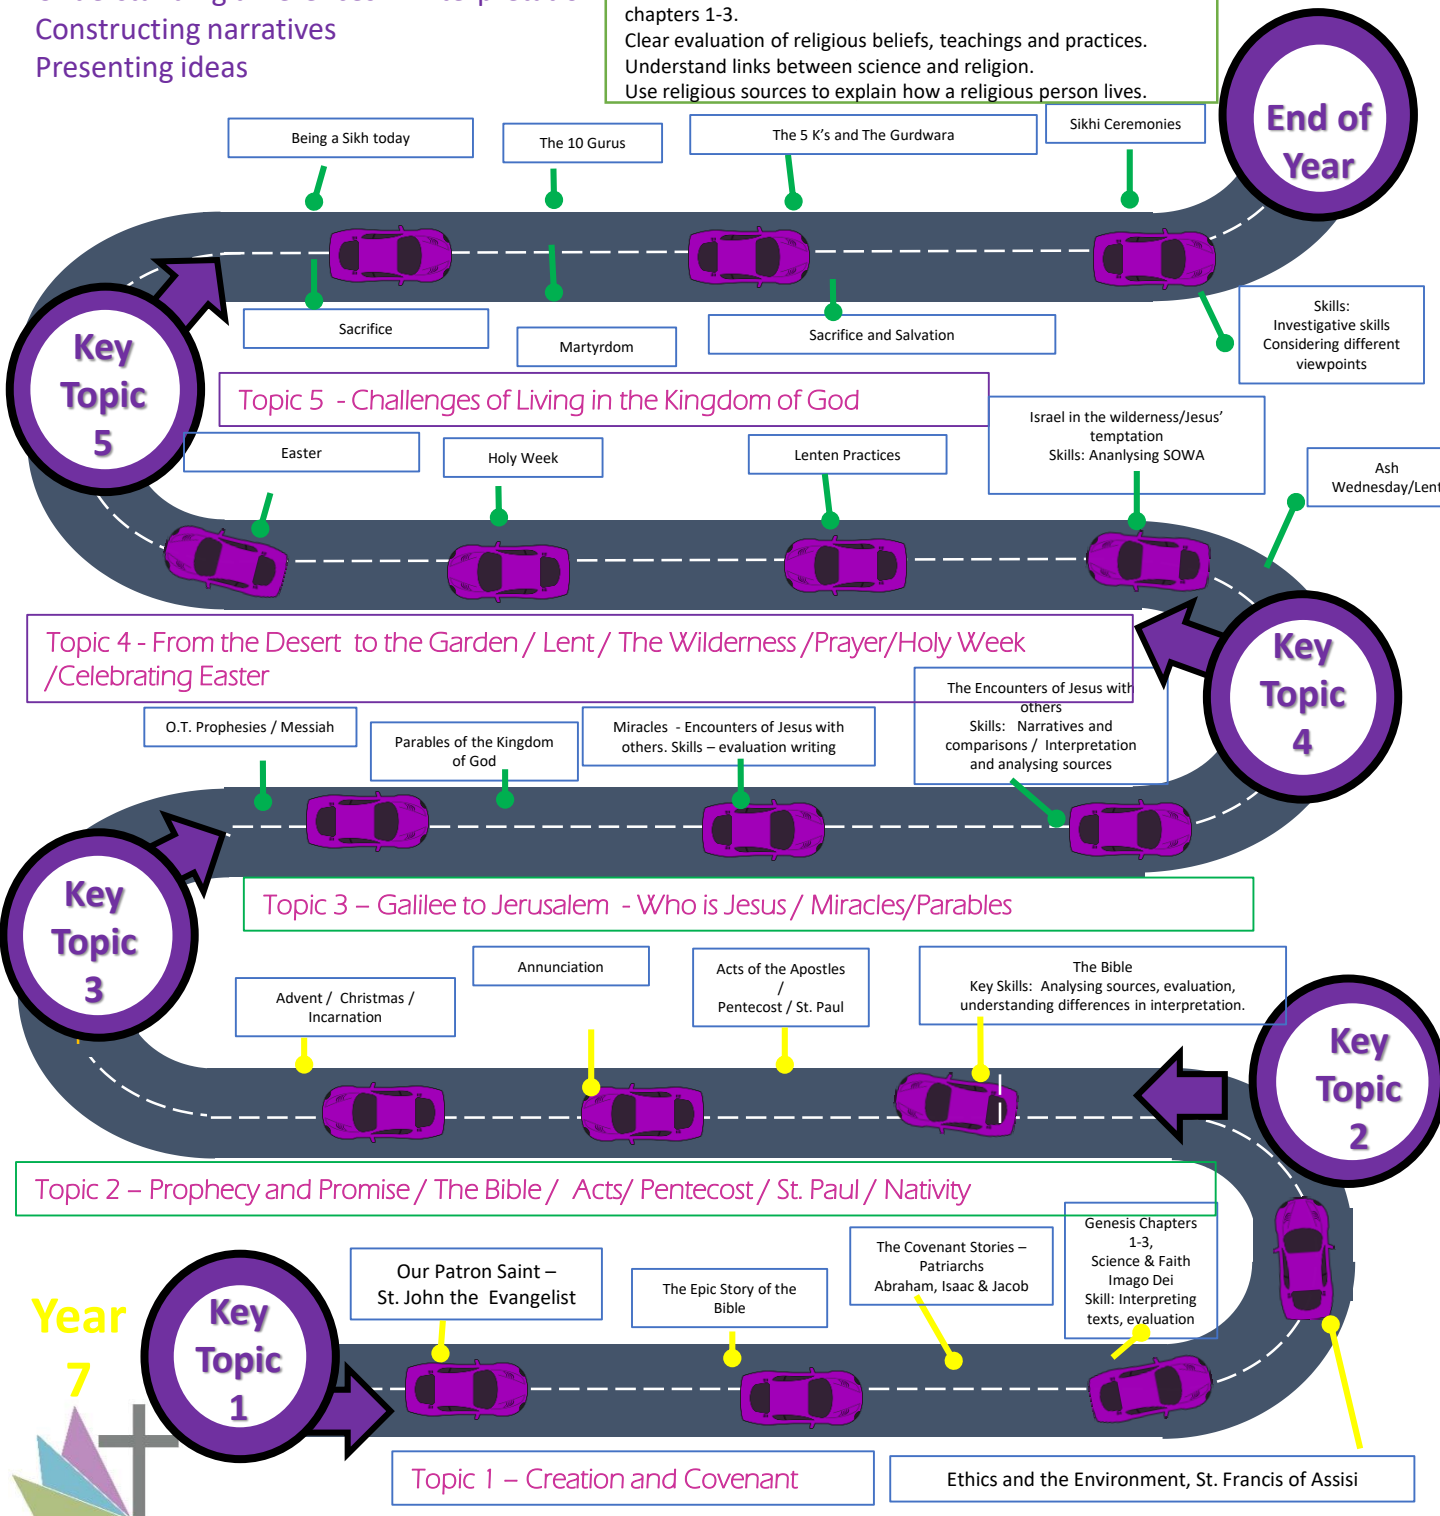 Constructing narratives
Presenting ideas
chapters 1-3.
Clear evaluation of religious beliefs, teachings and practices.
Understand links between science and religion.
Use religious sources to explain how a religious person lives.
End of
Year
Being a Sikh today
The 10 Gurus
The 5 K's and The Gurdwara
Sikhi Ceremonies
Sacrifice
Martyrdom
Sacrifice and Salvation
Skills:
Investigative skills
Considering different
viewpoints
Key
Topic
5
Topic 5  - Challenges of Living in the Kingdom of God
Easter
Holy Week
Lenten Practices
Israel in the wilderness/Jesus’
temptation
Skills: Ananlysing SOWA
Ash
Wednesday/Lent
Topic 4 - From the Desert  to the Garden / Lent / The Wilderness /Prayer/Holy Week
/Celebrating Easter
Key
Topic
4
O.T. Prophesies / Messiah
Parables of the Kingdom
of God
Miracles  - Encounters of Jesus with
others. Skills – evaluation writing
The Encounters of Jesus with
others
Skills:   Narratives and
comparisons /  Interpretation
and analysing sources
Key
Topic
3
Topic 3 – Galilee to Jerusalem  - Who is Jesus / Miracles/Parables
Advent /  Christmas /
Incarnation
Annunciation
Acts of the Apostles
/
Pentecost / St. Paul
The Bible
Key Skills:  Analysing sources, evaluation,
understanding differences in interpretation.
Key
Topic
2
Topic 2 – Prophecy and Promise / The Bible /  Acts/ Pentecost / St. Paul / Nativity
Year
7
Key
Topic
1
Our Patron Saint –
St. John the  Evangelist
The Epic Story of the
Bible
The Covenant Stories –
Patriarchs
Abraham, Isaac & Jacob
Genesis Chapters
1-3,
Science & Faith
Imago Dei
Skill: Interpreting
texts, evaluation
Topic 1 – Creation and Covenant
Ethics and the Environment, St. Francis of Assisi